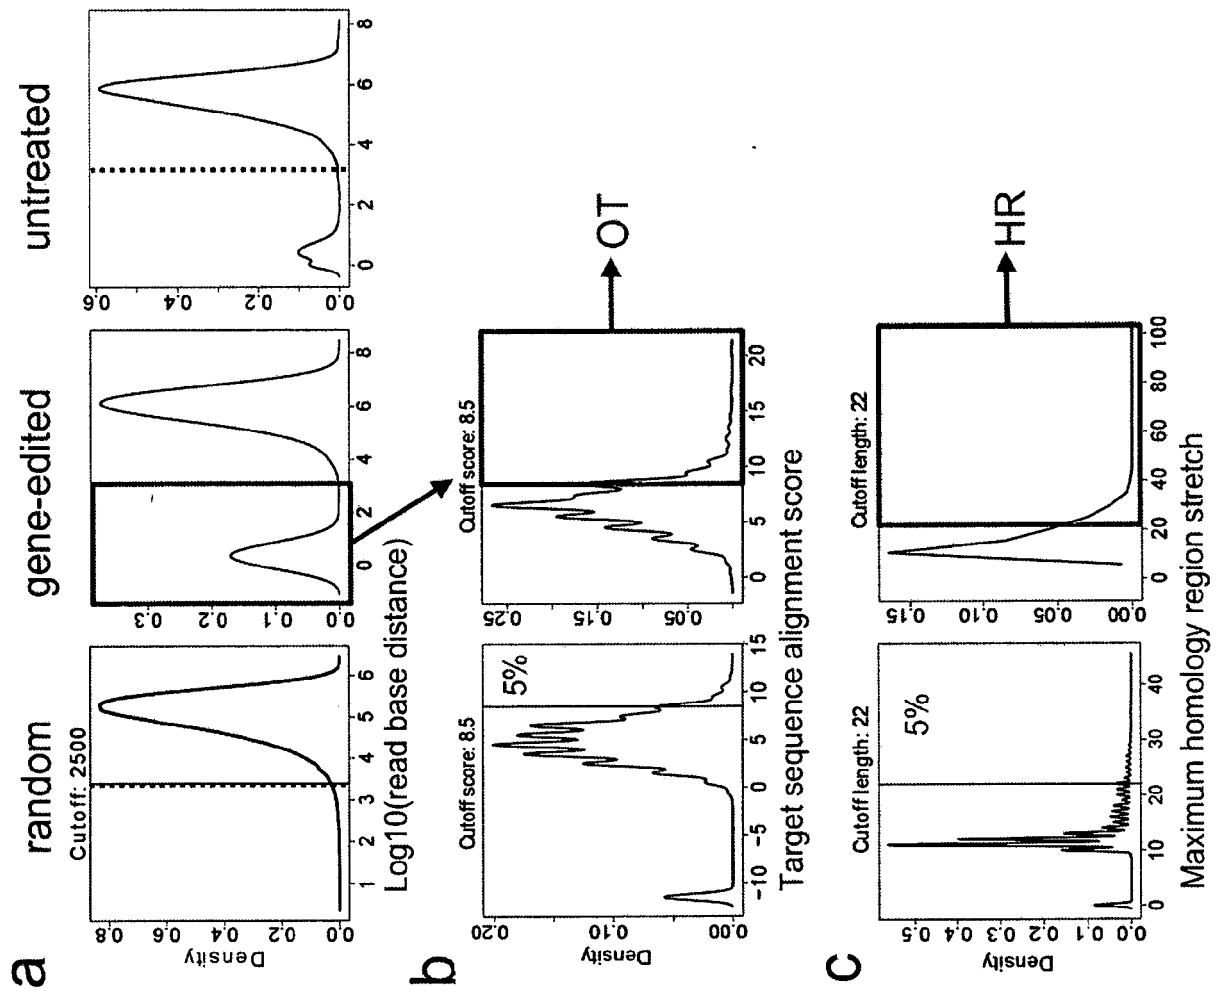 a
random
gene-edited
untreated
Cutoff: 2500
Density
0.0 0.2 0.4 0.6 0.8
1 2 3 4 5 6
0.0 0.1 0.2 0.3
0 2 4 6 8
0.0 0.2 0.4 0.6
0 2 4 6 8
Log10(read base distance)
b
Cutoff score: 8.5
5%
Density
0.00 0.10 0.20
-10 -5 0 5 10 15
Cutoff score: 8.5
0.05 0.15 0.25
0 5 10 15 20
OT
Target sequence alignment score
c
Cutoff length: 22
5%
Density
0.0 0.1 0.2 0.3 0.4 0.5
0 10 20 30 40
Cutoff length: 22
0.00 0.05 0.10 0.15
0 20 40 60 80 100
HR
Maximum homology region stretch